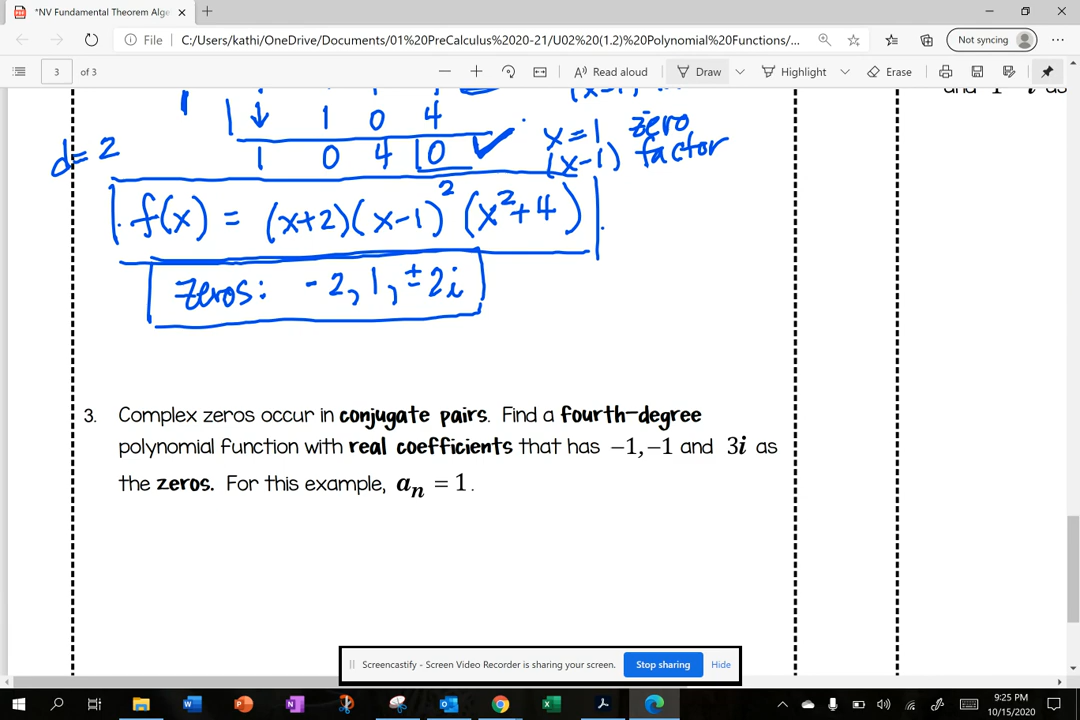 *NV Fundamental Theorem Alge
File C:/Users/kathi/OneDrive/Documents/01%20PreCalculus%202020-21/U02%20(1.2)%20Polynomial%20Functions/... Not syncing
3 of 3 Read aloud Draw Highlight Erase
1 0 4
x=1 zero
d=2 1 0 4 0 (x-1) factor
f(x) = (x+2)(x-1)² (x²+4)
zeros: -2, 1, ±2i
3. Complex zeros occur in conjugate pairs. Find a fourth-degree
polynomial function with real coefficients that has −1,−1 and 3i as
the zeros. For this example, aₙ = 1.
Screencastify - Screen Video Recorder is sharing your screen. Stop sharing Hide
9:25 PM
10/15/2020